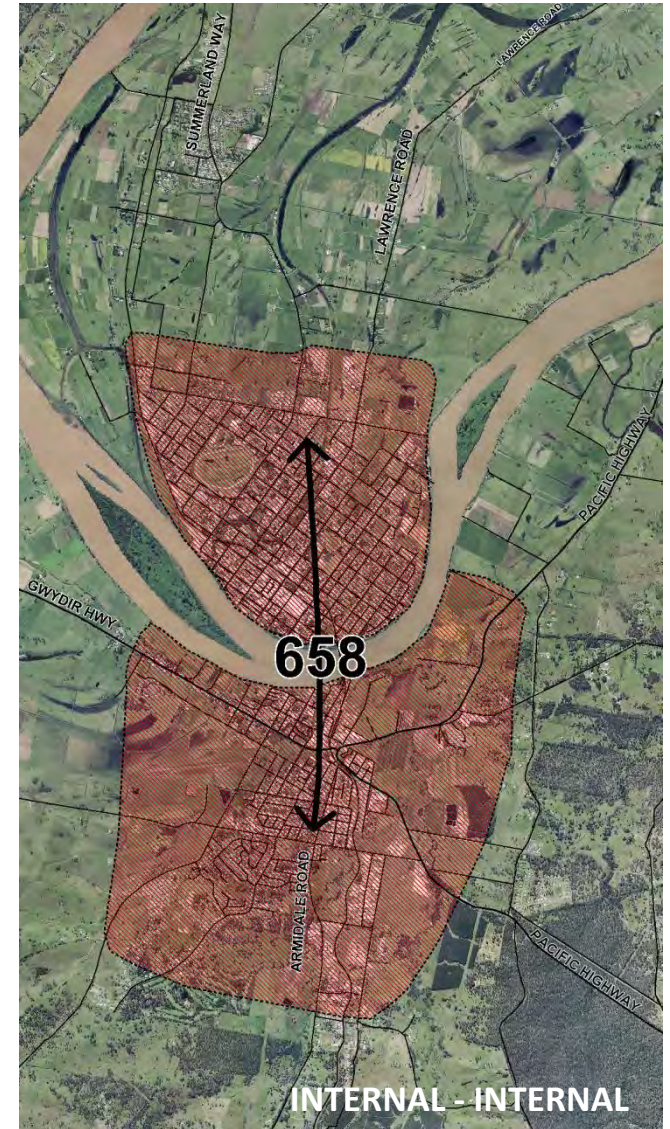 LAWRENCE ROAD
SUMMERLAND WAY
LAWRENCE ROAD
PACIFIC HIGHWAY
GWYDIR HWY
658
ARMIDALE ROAD
PACIFIC HIGHWAY
INTERNAL - INTERNAL